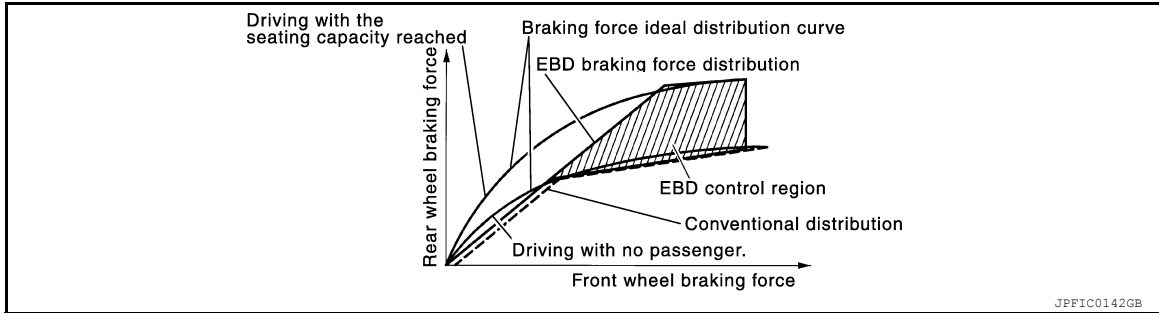 Driving with the
seating capacity reached
Braking force ideal distribution curve
EBD braking force distribution
Rear wheel braking force
EBD control region
Conventional distribution
Driving with no passenger.
Front wheel braking force
JPFIC0142GB